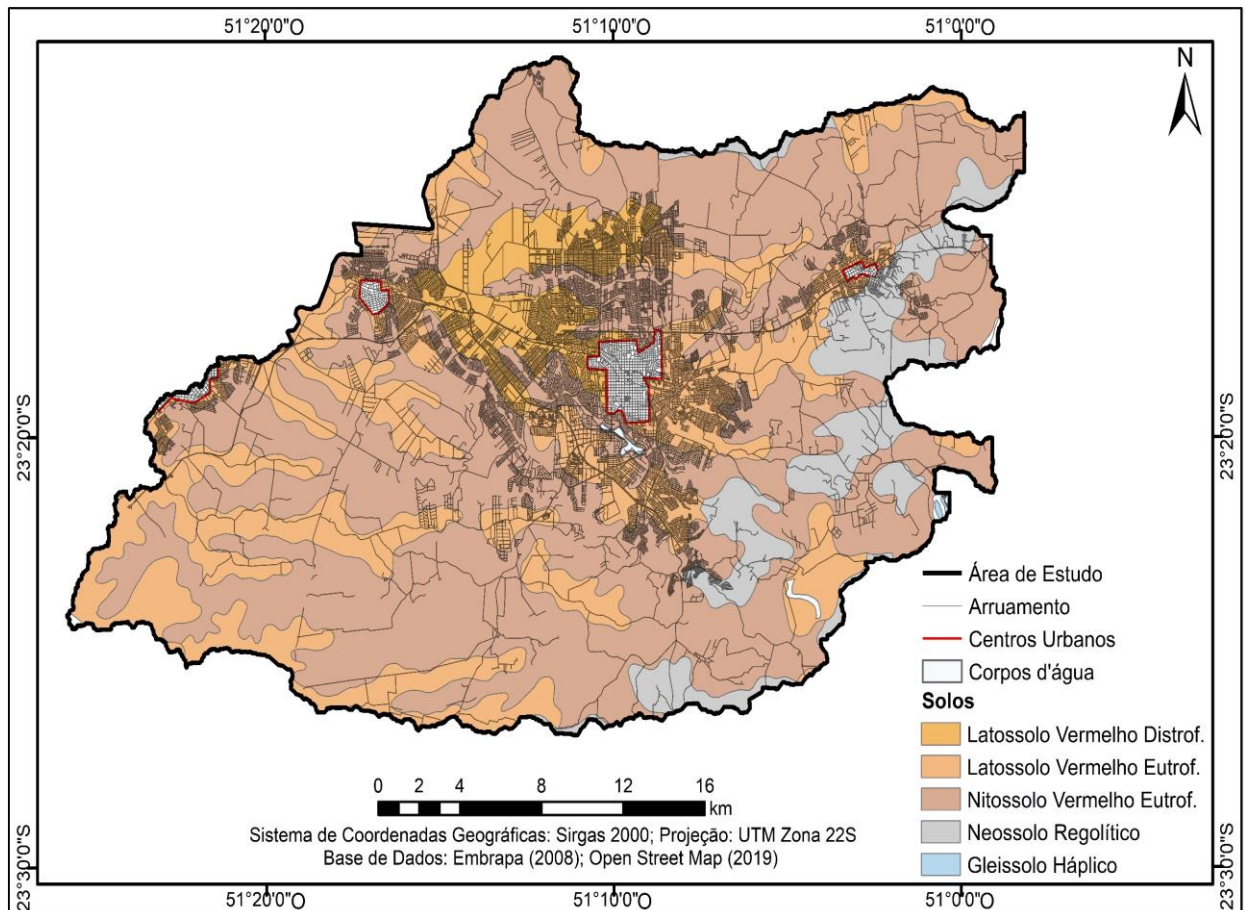 51°20'0"O 51°10'0"O 51°0'0"O
N
23°20'0"S
23°20'0"S
Área de Estudo
Arruamento
Centros Urbanos
Corpos d'água
Solos
Latossolo Vermelho Distrof.
Latossolo Vermelho Eutrof.
Nitossolo Vermelho Eutrof.
Neossolo Regolítico
Gleissolo Háplico
0 2 4 8 12 16
km
Sistema de Coordenadas Geográficas: Sirgas 2000; Projeção: UTM Zona 22S
Base de Dados: Embrapa (2008); Open Street Map (2019)
23°30'0"S
23°30'0"S
51°20'0"O 51°10'0"O 51°0'0"O